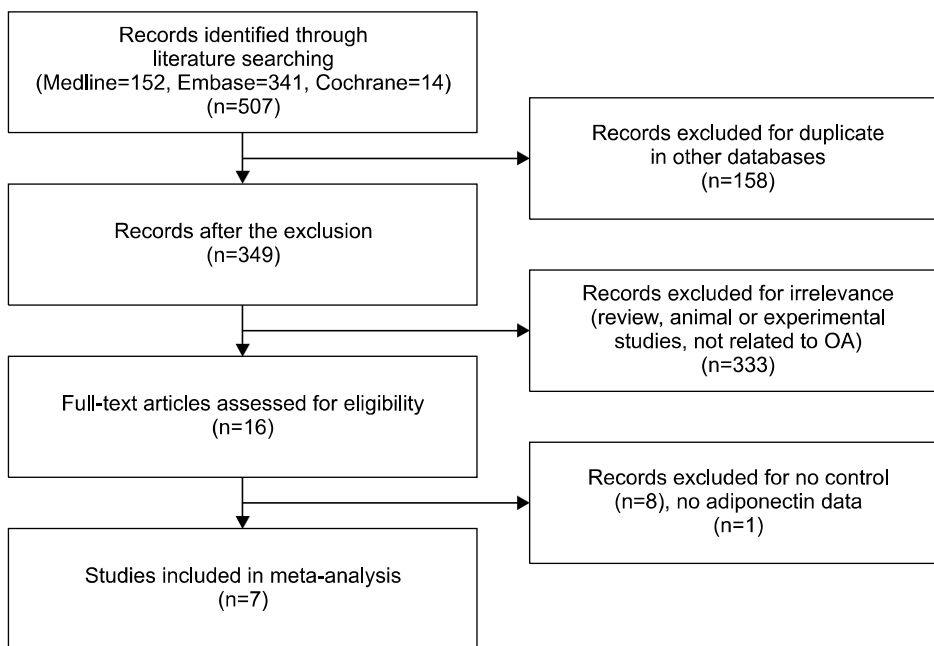 Records identified through
literature searching
(Medline=152, Embase=341, Cochrane=14)
(n=507)
Records excluded for duplicate
in other databases
(n=158)
Records after the exclusion
(n=349)
Records excluded for irrelevance
(review, animal or experimental
studies, not related to OA)
(n=333)
Full-text articles assessed for eligibility
(n=16)
Records excluded for no control
(n=8), no adiponectin data
(n=1)
Studies included in meta-analysis
(n=7)